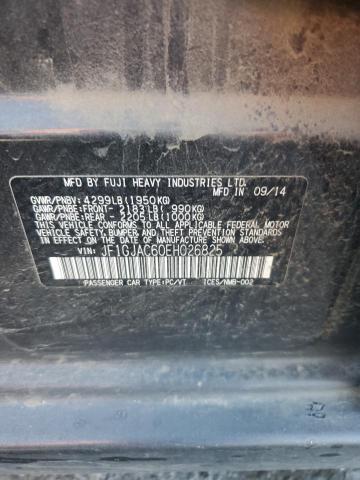 MFD BY FUJI HEAVY INDUSTRIES LTD.
MFD IN 09/14
GVWR/PNBV: 4299LB(1950KG)
GAWR/PNBE:FRONT- 2183LB( 990KG)
GAWR/PNBE:REAR - 2205LB(1000KG)
THIS VEHICLE CONFORMS TO ALL APPLICABLE FEDERAL MOTOR
VEHICLE SAFETY, BUMPER, AND THEFT PREVENTION STANDARDS
IN EFFECT ON THE DATE OF MANUFACTURE SHOWN ABOVE.
JF1GJAC60EH026825
PASSENGER CAR TYPE:PC/VT ICES/NMB-002